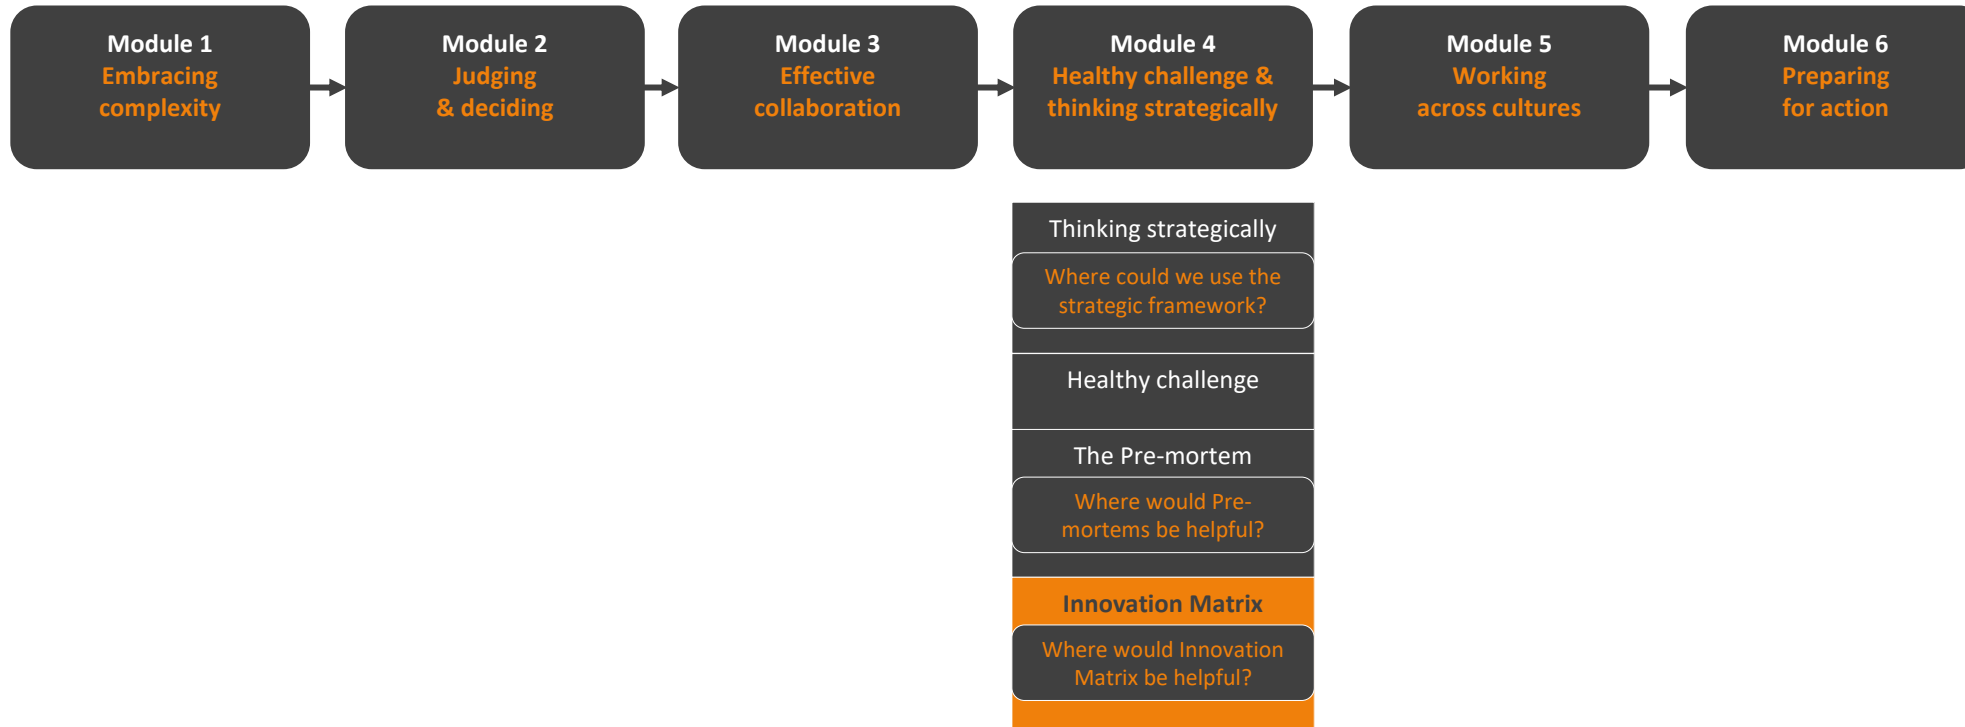 Module 1
Embracing
complexity
Module 2
Judging
& deciding
Module 3
Effective
collaboration
Module 4
Healthy challenge &
thinking strategically
Module 5
Working
across cultures
Module 6
Preparing
for action
Thinking strategically
Where could we use the
strategic framework?
Healthy challenge
The Pre-mortem
Where would Pre-
mortems be helpful?
Innovation Matrix
Where would Innovation
Matrix be helpful?